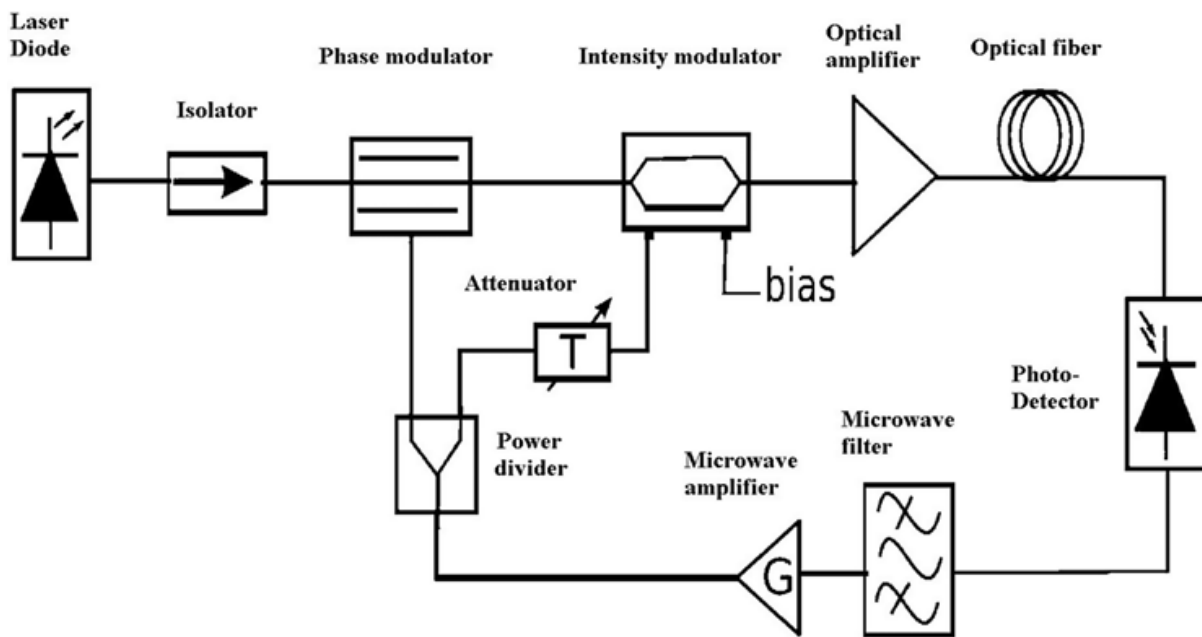 Laser
Diode
Isolator
Phase modulator
Intensity modulator
Optical
amplifier
Optical fiber
Attenuator
bias
T
Photo-
Detector
Power
divider
Microwave
amplifier
Microwave
filter
G